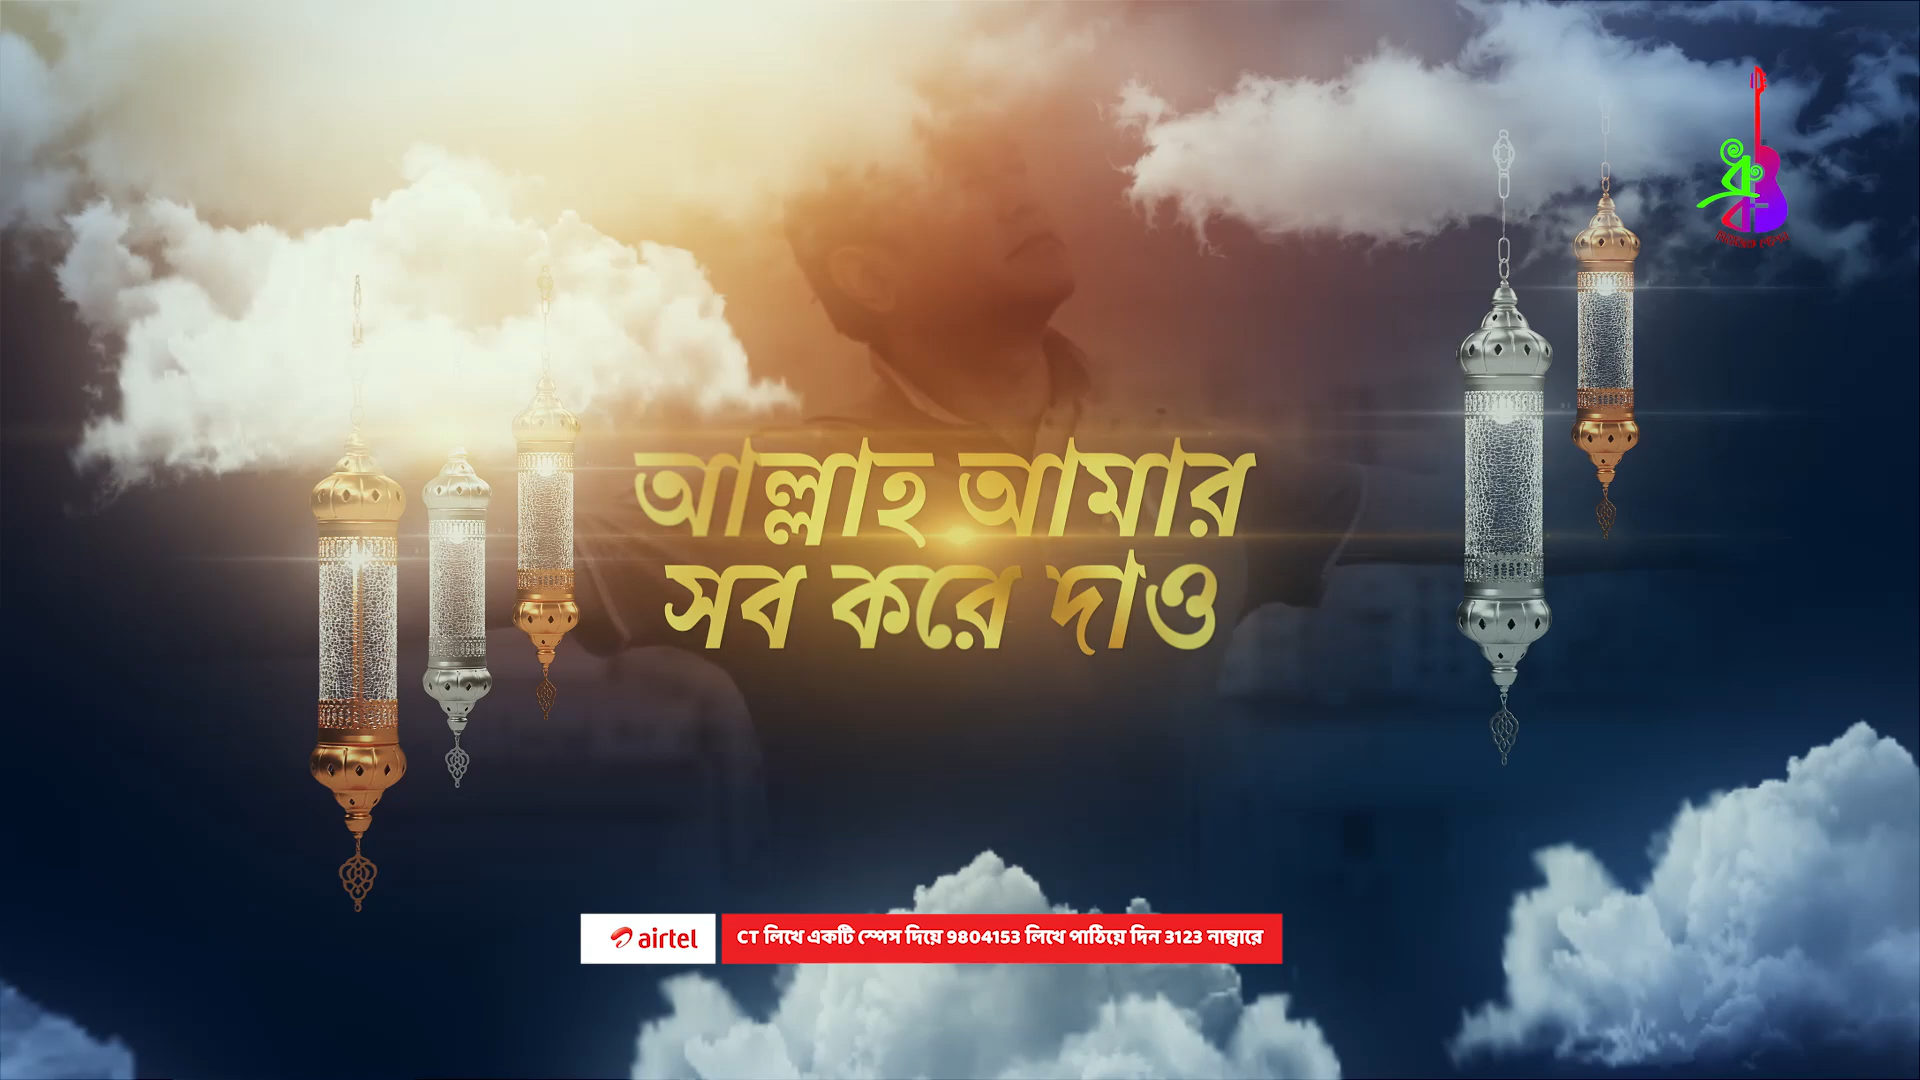 আল্লাহ আমার
সব করে দাও
airtel
CT লিখে একটি স্পেস দিয়ে 9804153 লিখে পাঠিয়ে দিন 3123 নাম্বারে